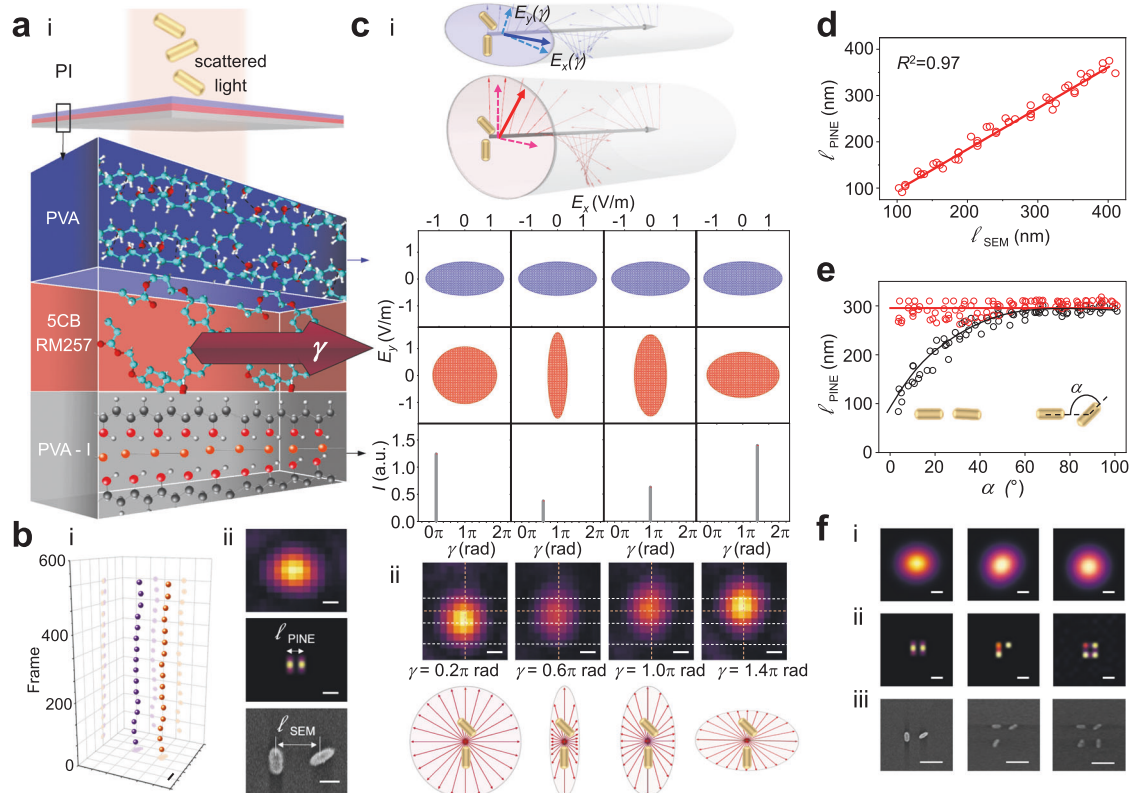 a
i
PI
scattered
light
PVA
5CB
RM257
γ
PVA - I
b
i
600
400
200
0
Frame
ii
ℓ PINE
ℓ SEM
c
i
Ey(γ)
Ex(γ)
Ex (V/m)
-1 0 1 -1 0 1 -1 0 1 -1 0 1
1
0
-1
1
0
-1
Ey (V/m)
1.5
1.0
0.5
0.0
I (a.u.)
0π 1π 2π 0π 1π 2π 0π 1π 2π 0π 1π 2π
γ (rad) γ (rad) γ (rad) γ (rad)
ii
γ = 0.2π rad γ = 0.6π rad γ = 1.0π rad γ = 1.4π rad
d
R²=0.97
400
300
200
100
ℓ PINE (nm)
100 200 300 400
ℓ SEM (nm)
e
300
200
100
0
ℓ PINE (nm)
α
0 20 40 60 80 100
α (°)
f
i
ii
iii